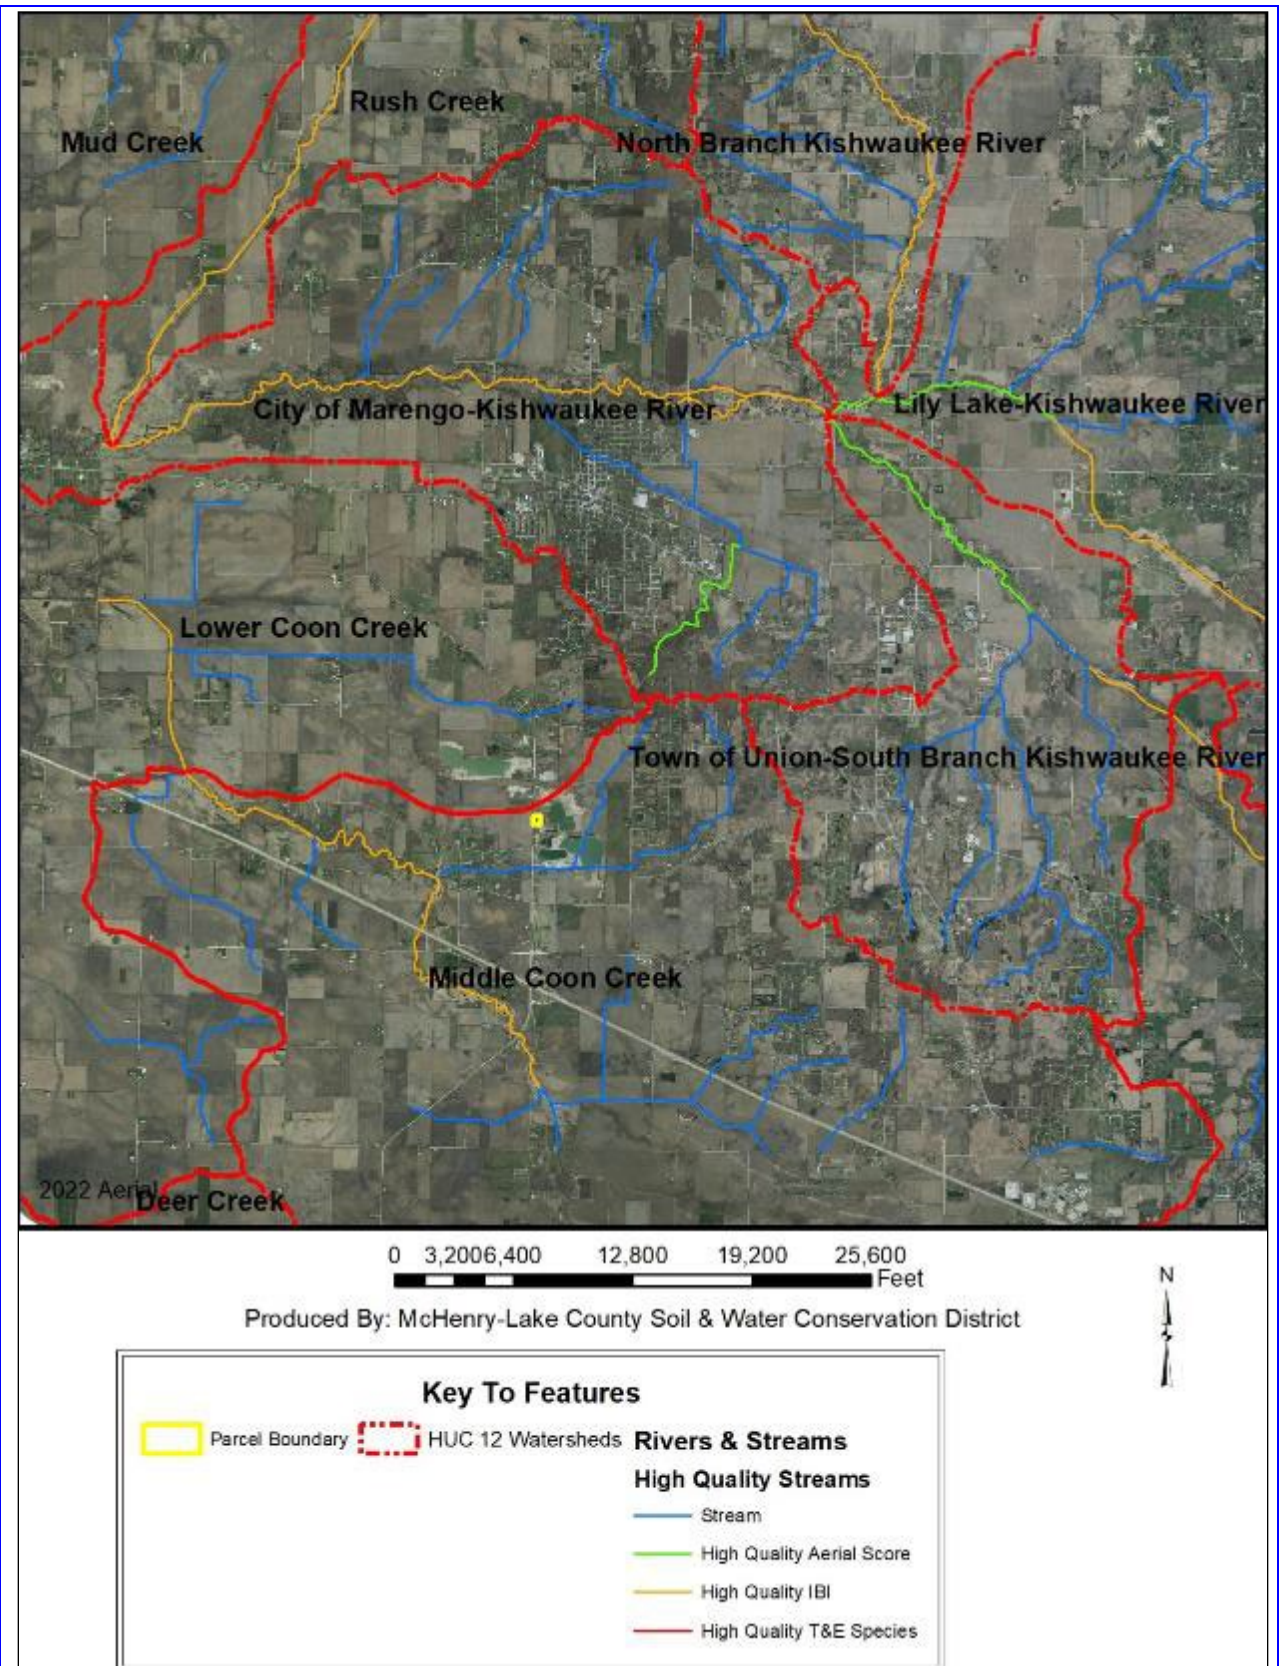 Rush Creek
Mud Creek
North Branch Kishwaukee River
City of Marengo-Kishwaukee River
Lily Lake-Kishwaukee River
Lower Coon Creek
Town of Union-South Branch Kishwaukee River
Middle Coon Creek
2022 Aerial
Deer Creek
0 3,200 6,400 12,800 19,200 25,600
Feet
N
Produced By: McHenry-Lake County Soil & Water Conservation District
Key To Features
Parcel Boundary
HUC 12 Watersheds
Rivers & Streams
High Quality Streams
Stream
High Quality Aerial Score
High Quality IBI
High Quality T&E Species